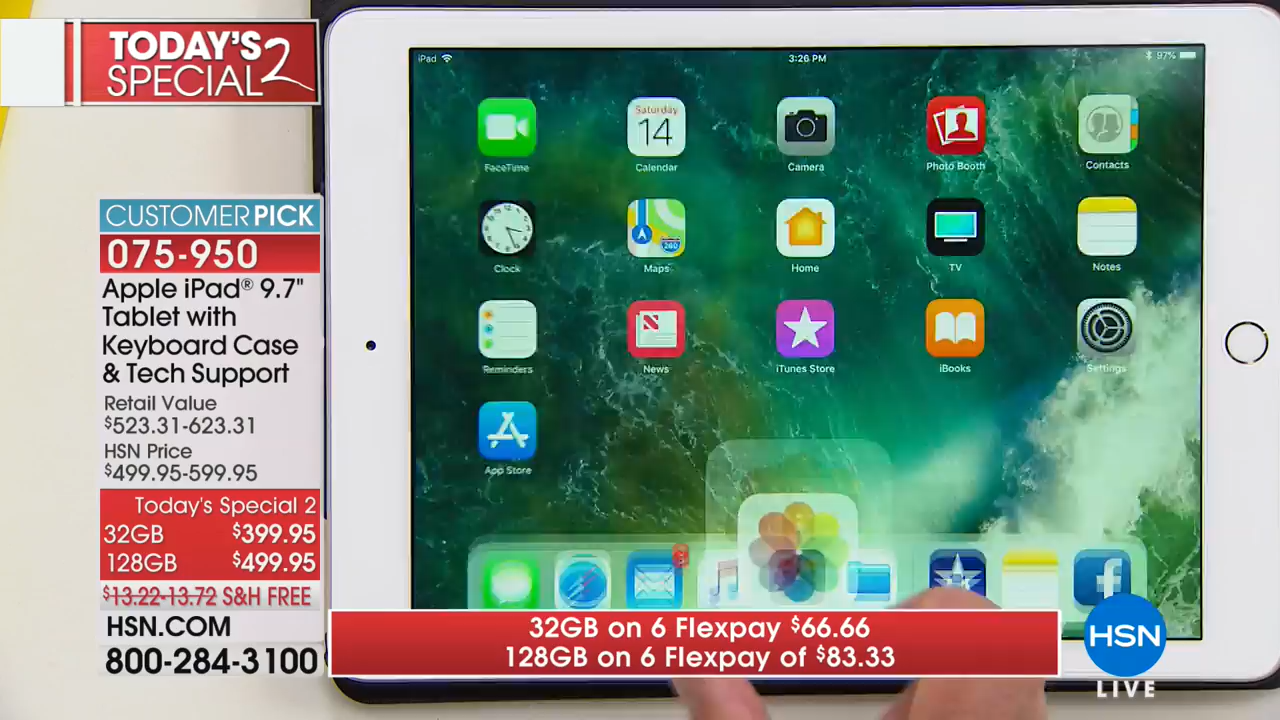 TODAY'S
SPECIAL 2
CUSTOMER PICK
075-950
Apple iPad® 9.7"
Tablet with
Keyboard Case
& Tech Support
Retail Value
$523.31-623.31
HSN Price
$499.95-599.95
Today's Special 2
32GB $399.95
128GB $499.95
$13.22-13.72 S&H FREE
HSN.COM
800-284-3100
iPad 3:26 PM 97%
FaceTime Saturday 14 Calendar Camera Photo Booth Contacts
Clock 280 Maps Home TV Notes
Reminders News iTunes Store iBooks Settings
App Store
32GB on 6 Flexpay $66.66
128GB on 6 Flexpay of $83.33
HSN
LIVE